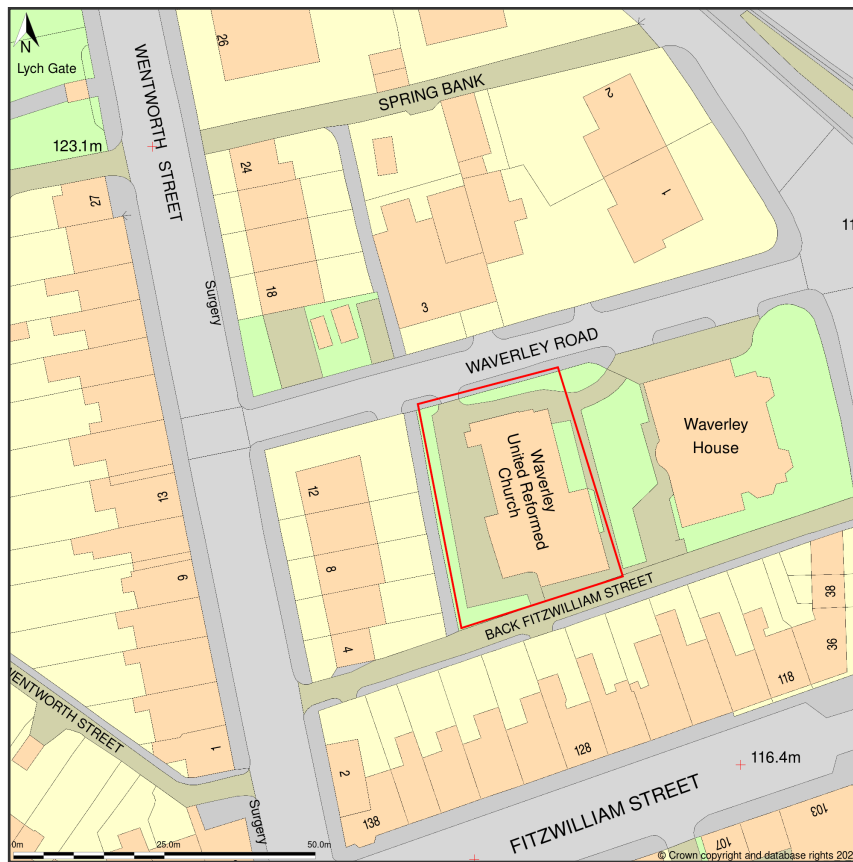 N
Lych Gate
26
WENTWORTH STREET
SPRING BANK
2
123.1m
24
1
27
11
Surgery
18
3
WAVERLEY ROAD
Waverley
House
Waverley
United Reformed
Church
12
13
8
9
38
BACK FITZWILLIAM STREET
4
36
WENTWORTH STREET
118
1
128
116.4m
2
138
FITZWILLIAM STREET
Surgery
103
107
0m
25.0m
50.0m
© Crown copyright and database rights 202